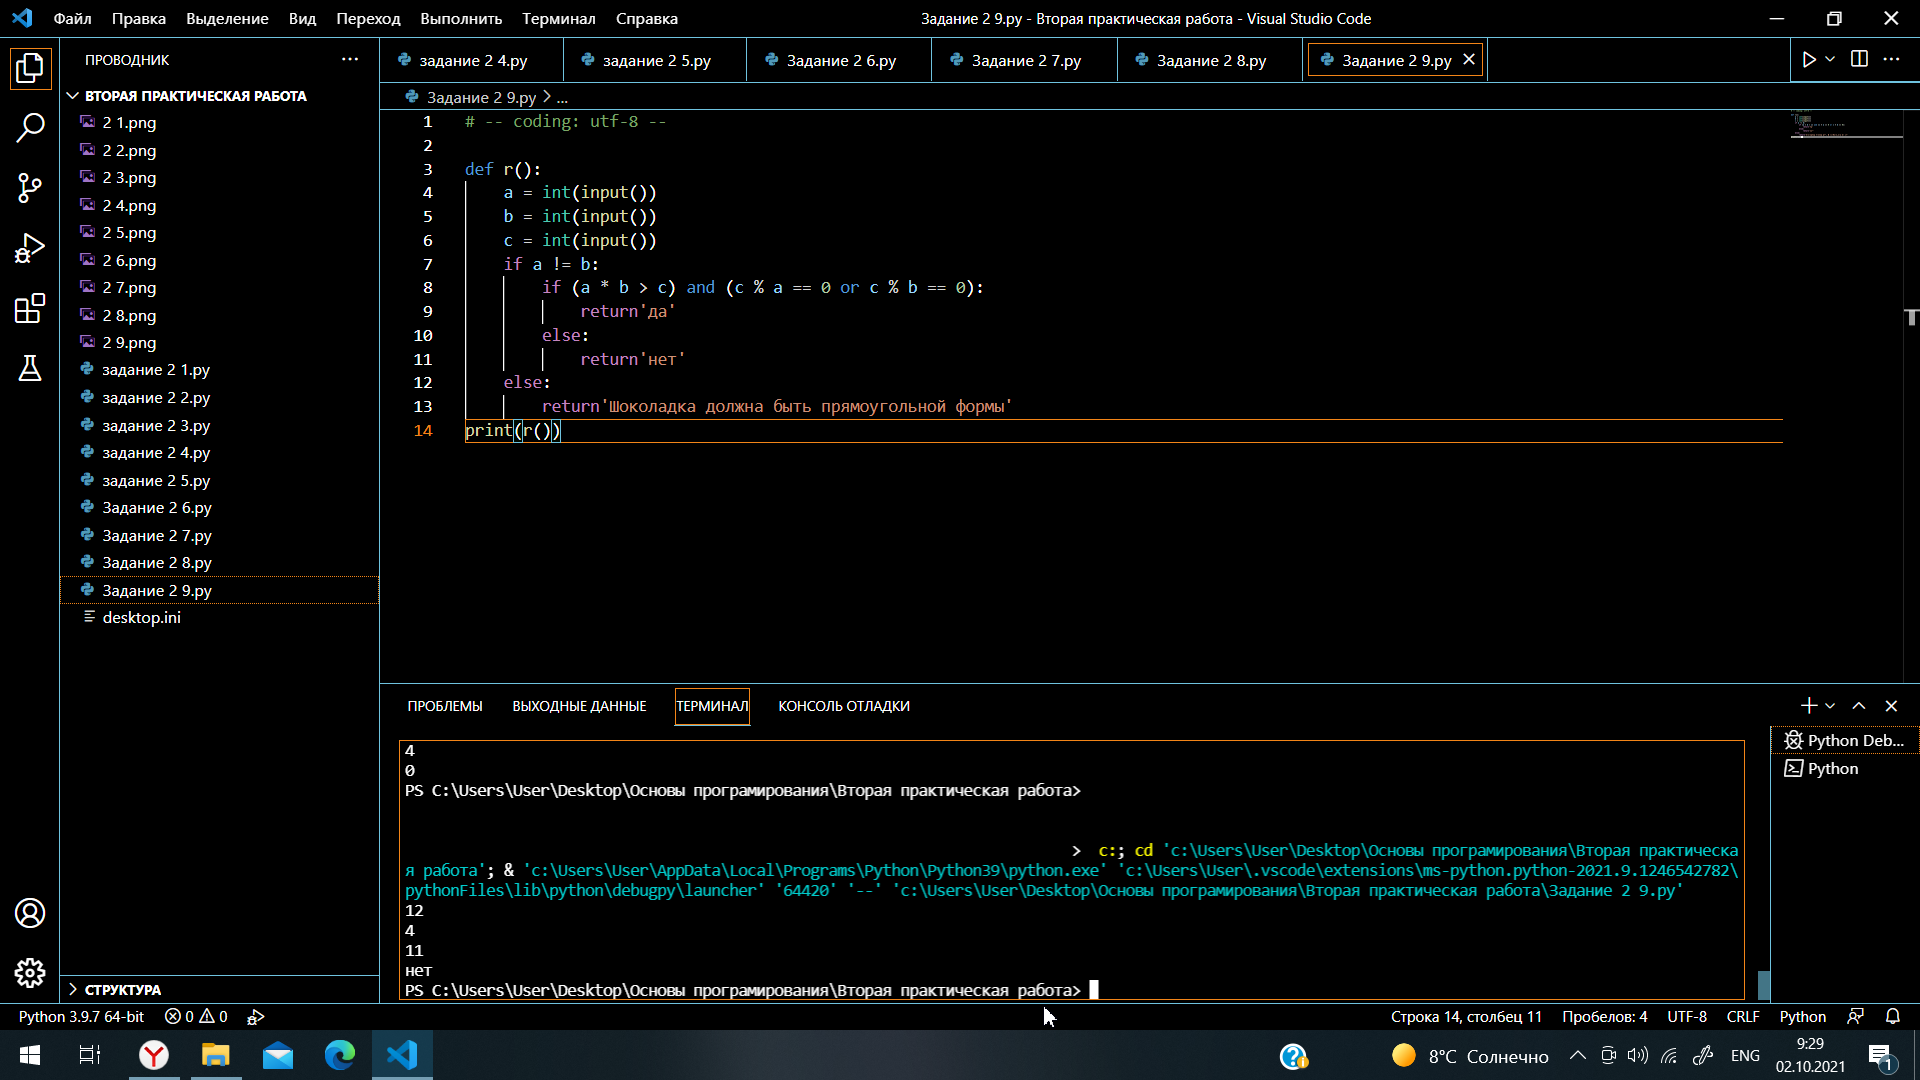 Файл Правка Выделение Вид Переход Выполнить Терминал Справка
Задание 2 9.py - Вторая практическая работа - Visual Studio Code
ПРОВОДНИК
ВТОРАЯ ПРАКТИЧЕСКАЯ РАБОТА
2 1.png
2 2.png
2 3.png
2 4.png
2 5.png
2 6.png
2 7.png
2 8.png
2 9.png
задание 2 1.py
задание 2 2.py
задание 2 3.py
задание 2 4.py
задание 2 5.py
Задание 2 6.py
Задание 2 7.py
Задание 2 8.py
Задание 2 9.py
desktop.ini
СТРУКТУРА
задание 2 4.py задание 2 5.py Задание 2 6.py Задание 2 7.py Задание 2 8.py Задание 2 9.py
Задание 2 9.py > ...
1 # -- coding: utf-8 --
2
3 def r():
4 a = int(input())
5 b = int(input())
6 c = int(input())
7 if a != b:
8 if (a * b > c) and (c % a == 0 or c % b == 0):
9 return'да'
10 else:
11 return'нет'
12 else:
13 return'Шоколадка должна быть прямоугольной формы'
14 print(r())
ПРОБЛЕМЫ ВЫХОДНЫЕ ДАННЫЕ ТЕРМИНАЛ КОНСОЛЬ ОТЛАДКИ
4
0
PS C:\Users\User\Desktop\Основы програмирования\Вторая практическая работа>
> c:; cd 'c:\Users\User\Desktop\Основы програмирования\Вторая практическа
я работа'; & 'c:\Users\User\AppData\Local\Programs\Python\Python39\python.exe' 'c:\Users\User\.vscode\extensions\ms-python.python-2021.9.1246542782\
pythonFiles\lib\python\debugpy\launcher' '64420' '--' 'c:\Users\User\Desktop\Основы програмирования\Вторая практическая работа\Задание 2 9.py'
12
4
11
нет
PS C:\Users\User\Desktop\Основы програмирования\Вторая практическая работа>
Python Deb...
Python
Python 3.9.7 64-bit 0 0
Строка 14, столбец 11 Пробелов: 4 UTF-8 CRLF Python
8°C Солнечно
ENG
9:29
02.10.2021
1